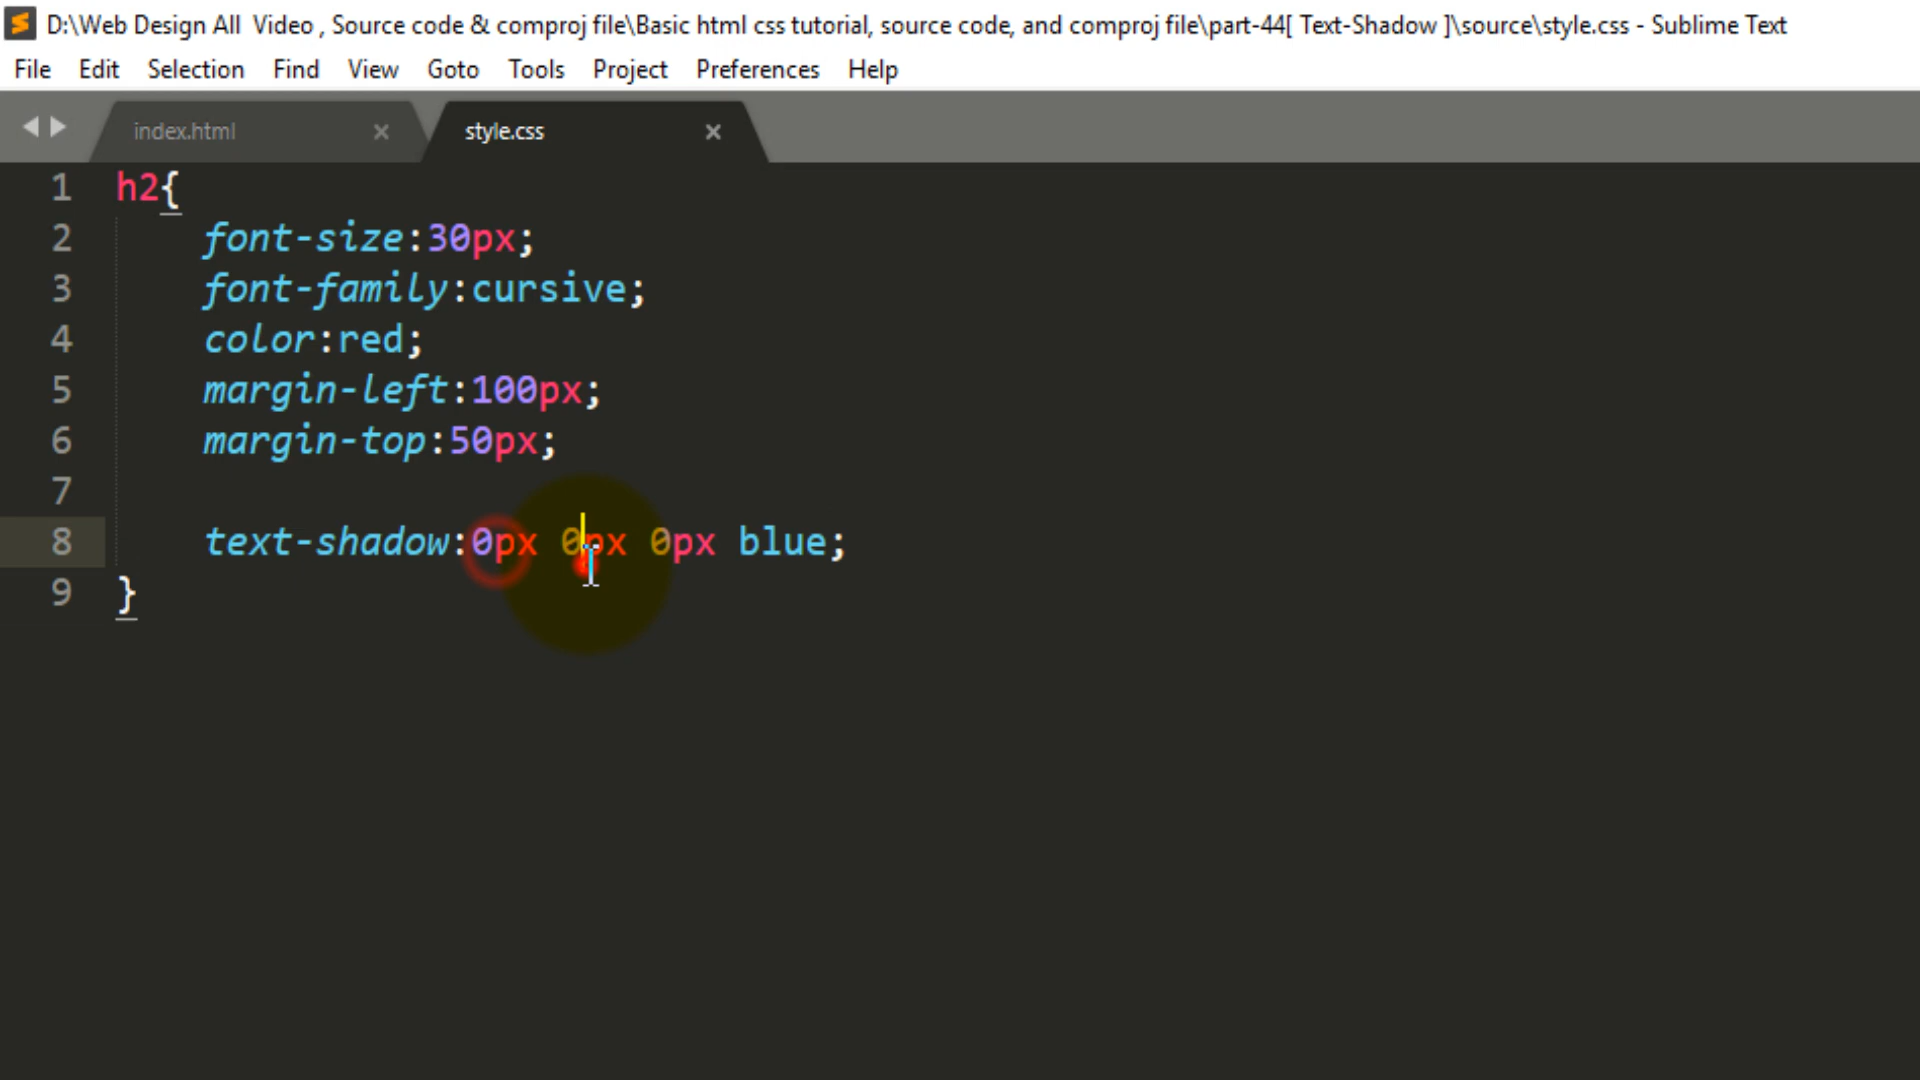 D:\Web Design All  Video , Source code & comproj file\Basic html css tutorial, source code, and comproj file\part-44[ Text-Shadow ]\source\style.css - Sublime Text
File Edit Selection Find View Goto Tools Project Preferences Help
index.html × style.css ×
1 h2{
2 font-size:30px;
3 font-family:cursive;
4 color:red;
5 margin-left:100px;
6 margin-top:50px;
7
8 text-shadow:0px 0px 0px blue;
9 }